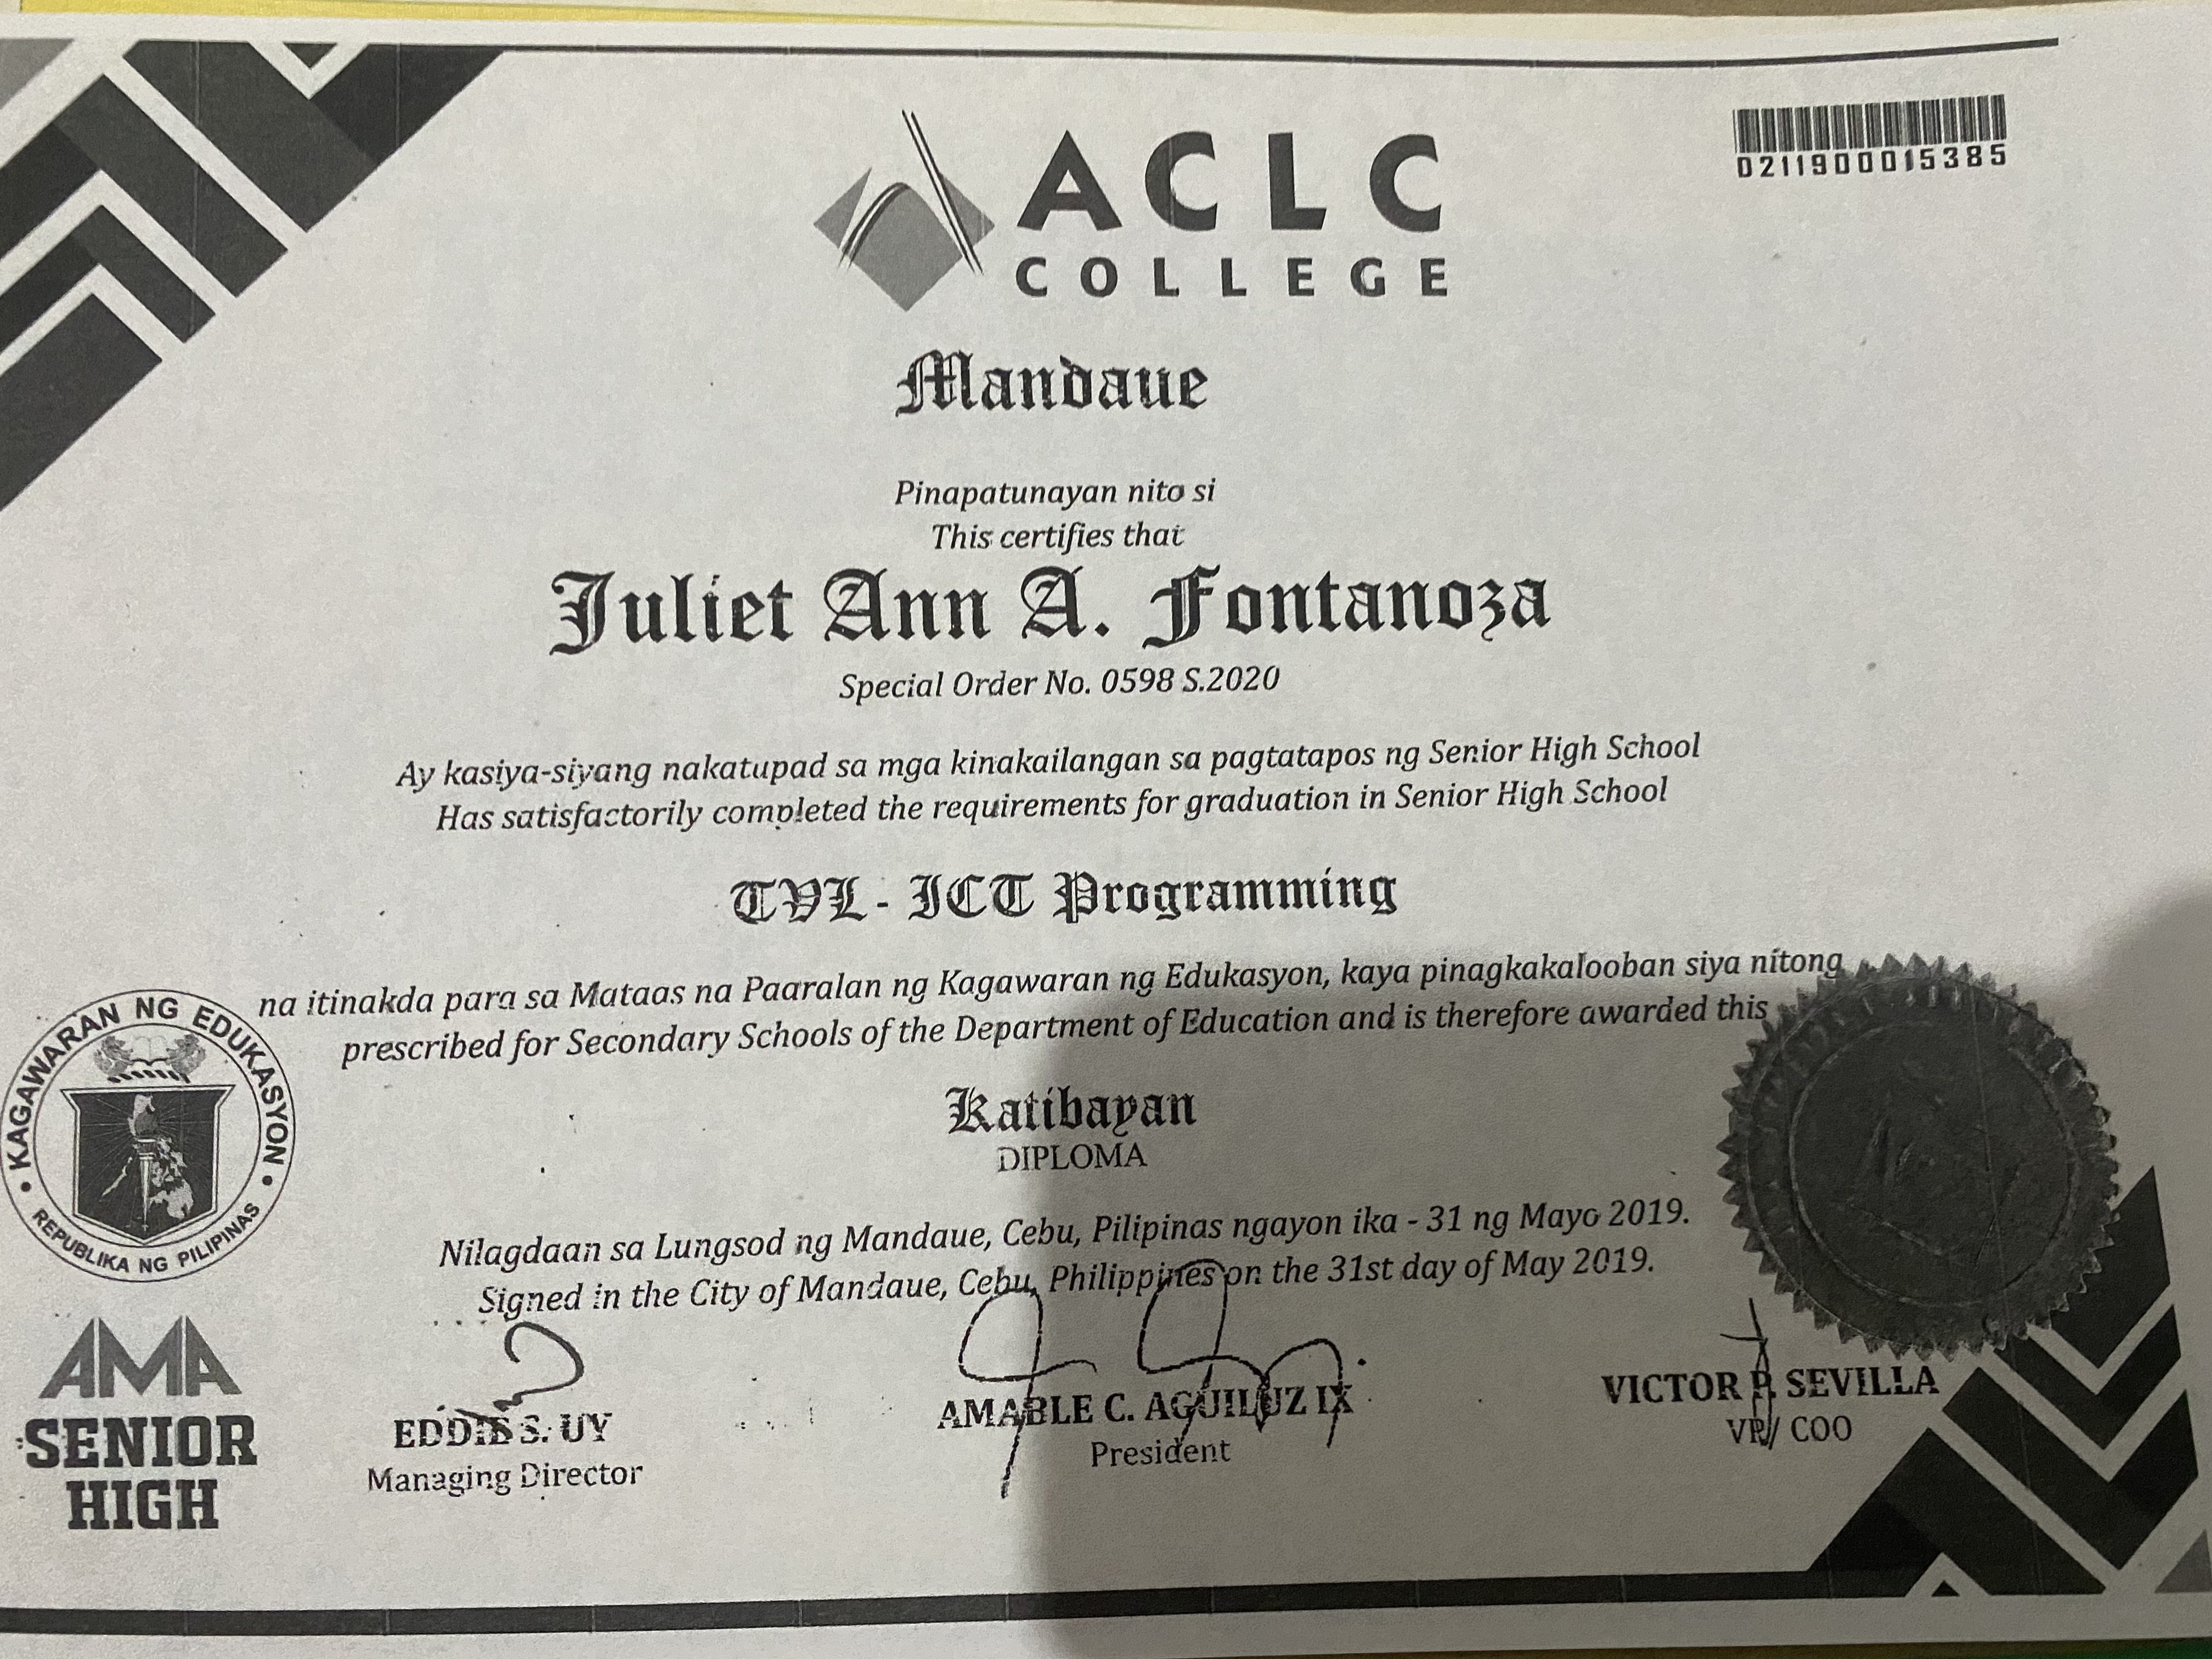 ACLC
COLLEGE
D211900015385
Mandaue
Pinapatunayan nito si
This certifies that
Juliet Ann A. Fontanoza
Special Order No. 0598 S.2020
Ay kasiya-siyang nakatupad sa mga kinakailangan sa pagtatapos ng Senior High School
Has satisfactorily completed the requirements for graduation in Senior High School
TVL - ICT Programming
na itinakda para sa Mataas na Paaralan ng Kagawaran ng Edukasyon, kaya pinagkakalooban siya nitong
prescribed for Secondary Schools of the Department of Education and is therefore awarded this
KAGAWARAN NG EDUKASYON
REPUBLIKA NG PILIPINAS
Katibayan
DIPLOMA
Nilagdaan sa Lungsod ng Mandaue, Cebu, Pilipinas ngayon ika - 31 ng Mayo 2019.
Signed in the City of Mandaue, Cebu, Philippines on the 31st day of May 2019.
AMA
SENIOR
HIGH
EDDIE S. UY
Managing Director
AMABLE C. AGUILUZ IX
President
VICTOR P. SEVILLA
VP/ COO